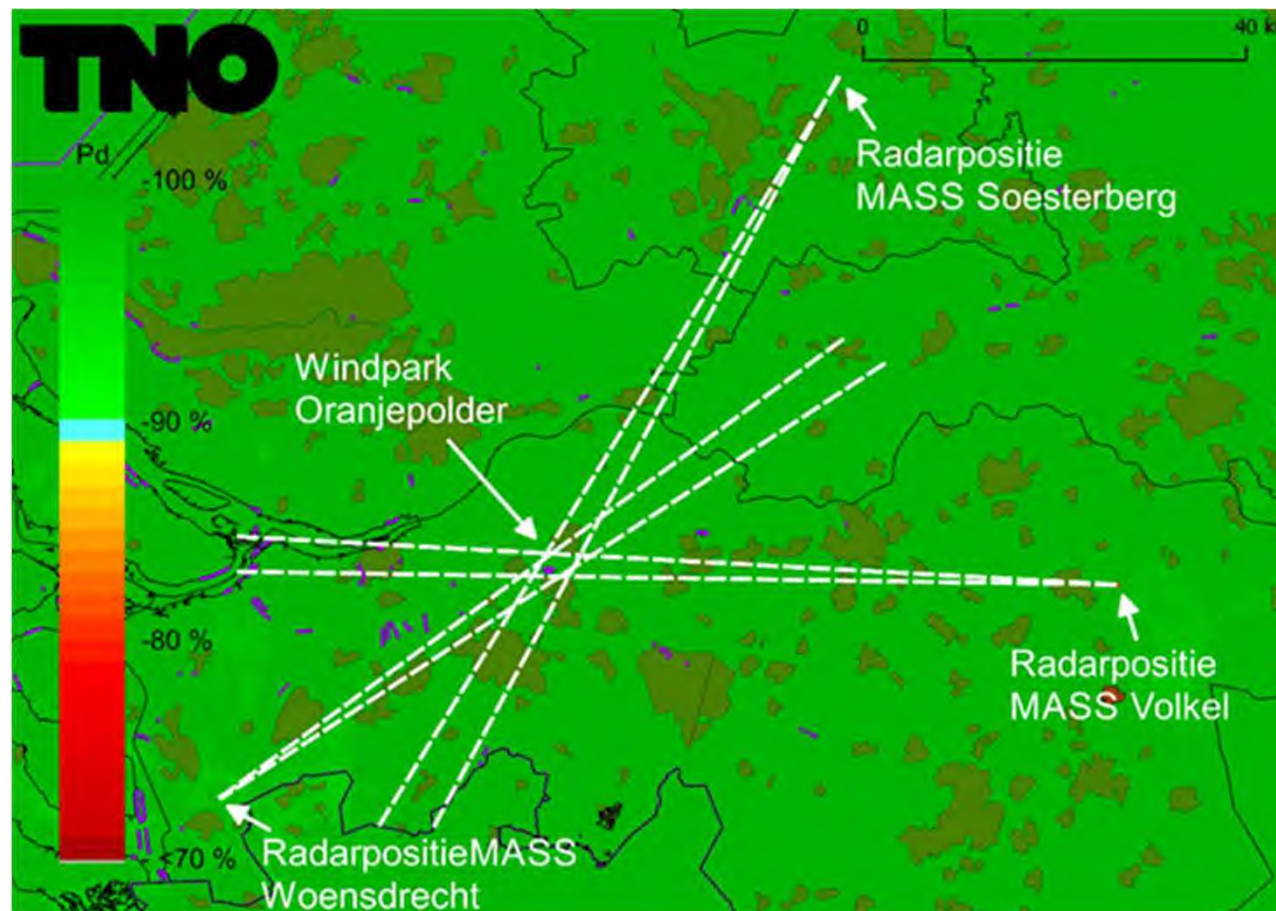 TNO
0
40 k
Pd
-100 %
Radarpositie
MASS Soesterberg
Windpark
Oranjepolder
-90 %
-80 %
Radarpositie
MASS Volkel
<70 %
RadarpositieMASS
Woensdrecht